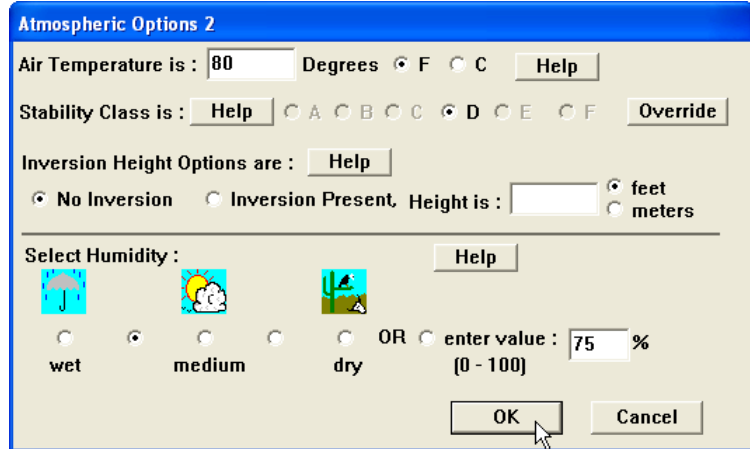 Atmospheric Options 2
Air Temperature is : 80 Degrees F C Help
Stability Class is : Help A B C D E F Override
Inversion Height Options are : Help
No Inversion Inversion Present, Height is : feet
meters
Select Humidity : Help
OR enter value : 75 %
wet medium dry (0 - 100)
OK Cancel